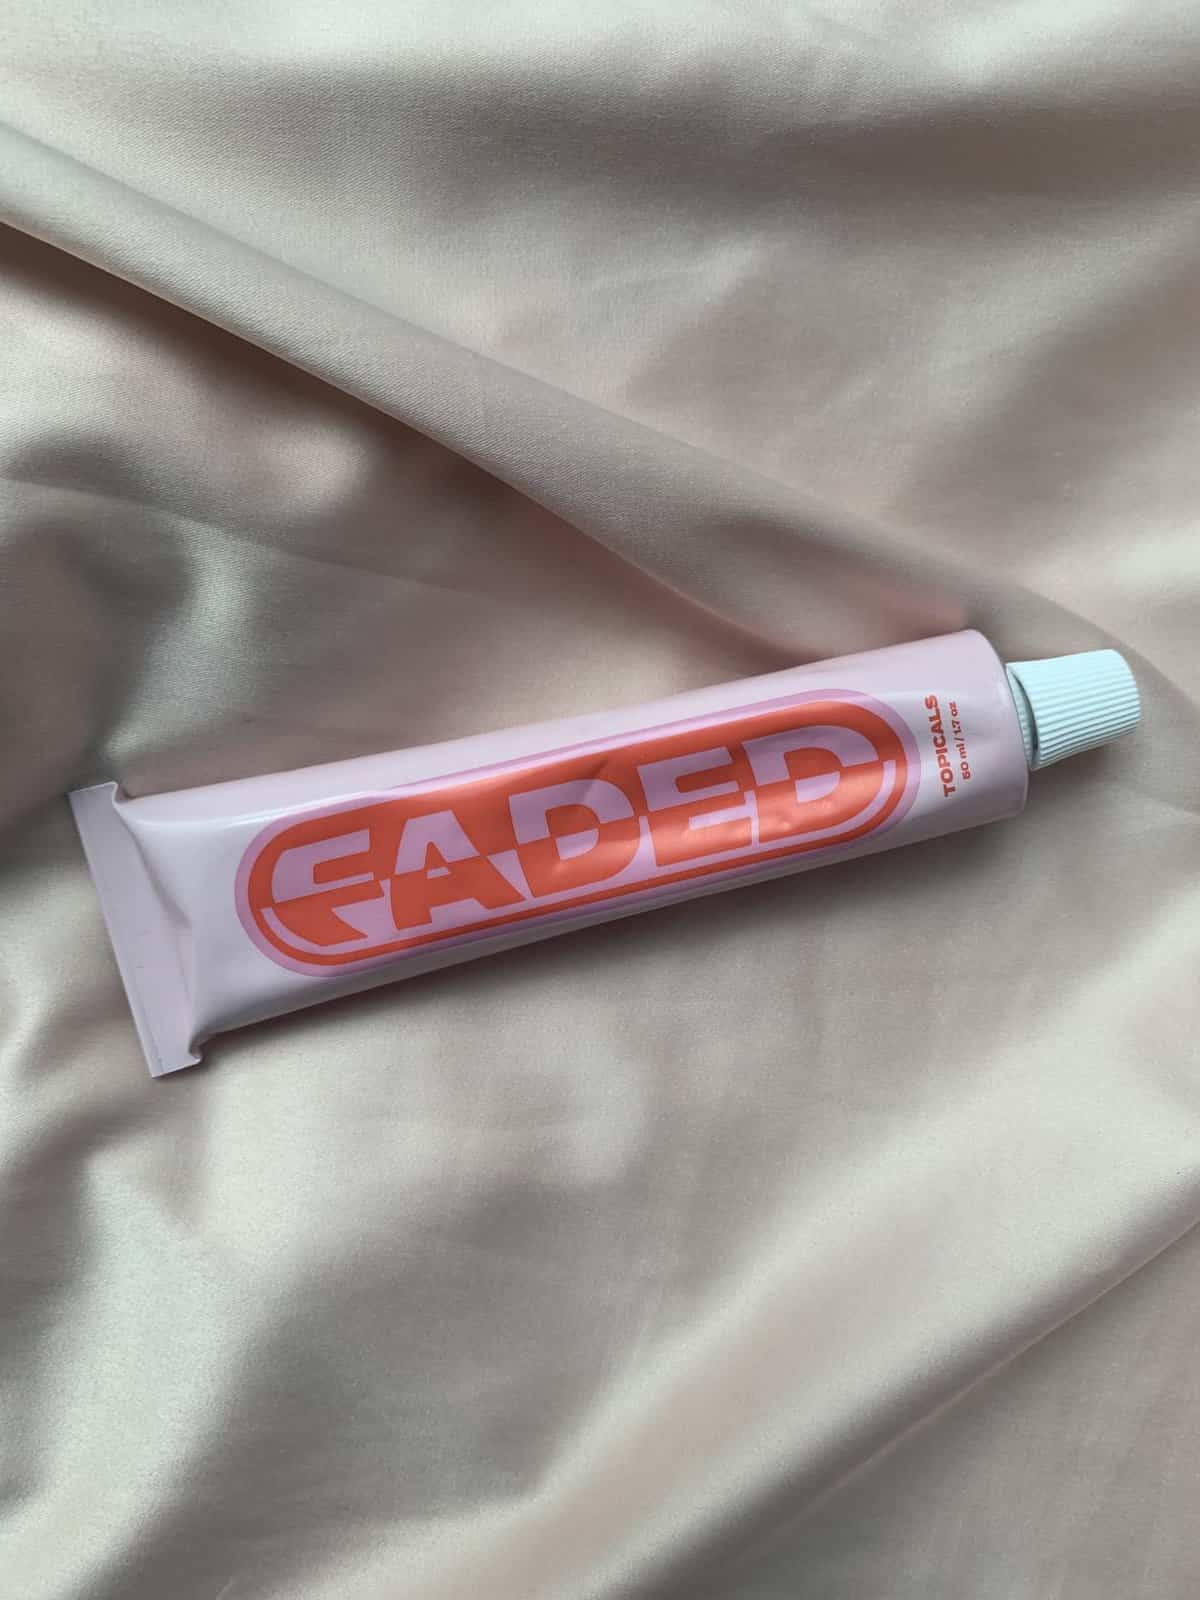 FADED
TOPICALS
50 ml / 1.7 oz